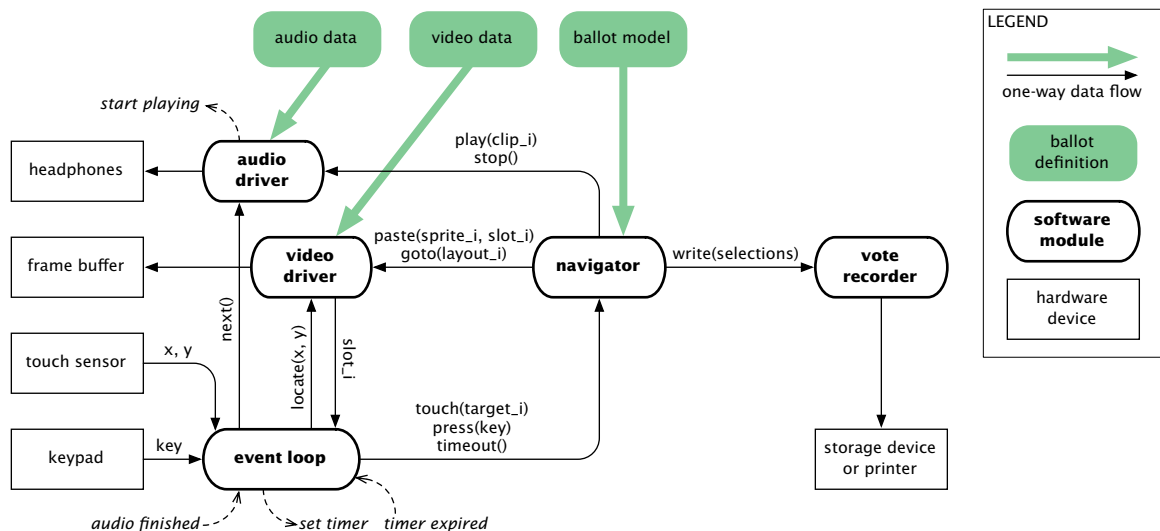 audio data
video data
ballot model
LEGEND
one-way data flow
ballot
definition
software
module
hardware
device
start playing
headphones
audio
driver
play(clip_i)
stop()
frame buffer
video
driver
paste(sprite_i, slot_i)
goto(layout_i)
navigator
write(selections)
vote
recorder
next()
locate(x, y)
slot_i
touch sensor
x, y
keypad
key
event loop
touch(target_i)
press(key)
timeout()
storage device
or printer
audio finished
set timer
timer expired